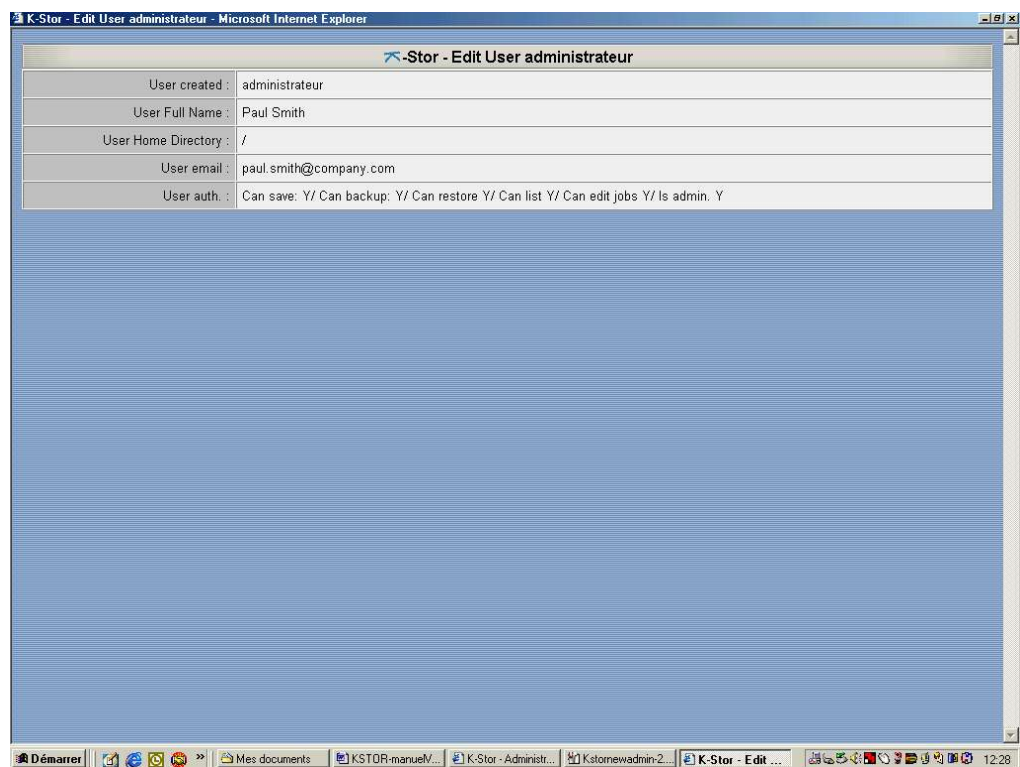 K-Stor - Edit User administrateur - Microsoft Internet Explorer
K-Stor - Edit User administrateur
User created : administrateur
User Full Name : Paul Smith
User Home Directory : /
User email : paul.smith@company.com
User auth. : Can save: Y/ Can backup: Y/ Can restore Y/ Can list Y/ Can edit jobs Y/ Is admin. Y
Démarrer » Mes documents KSTOR-manuelV... K-Stor - Administr... Kstornewadmin-2... K-Stor - Edit ... 12:28